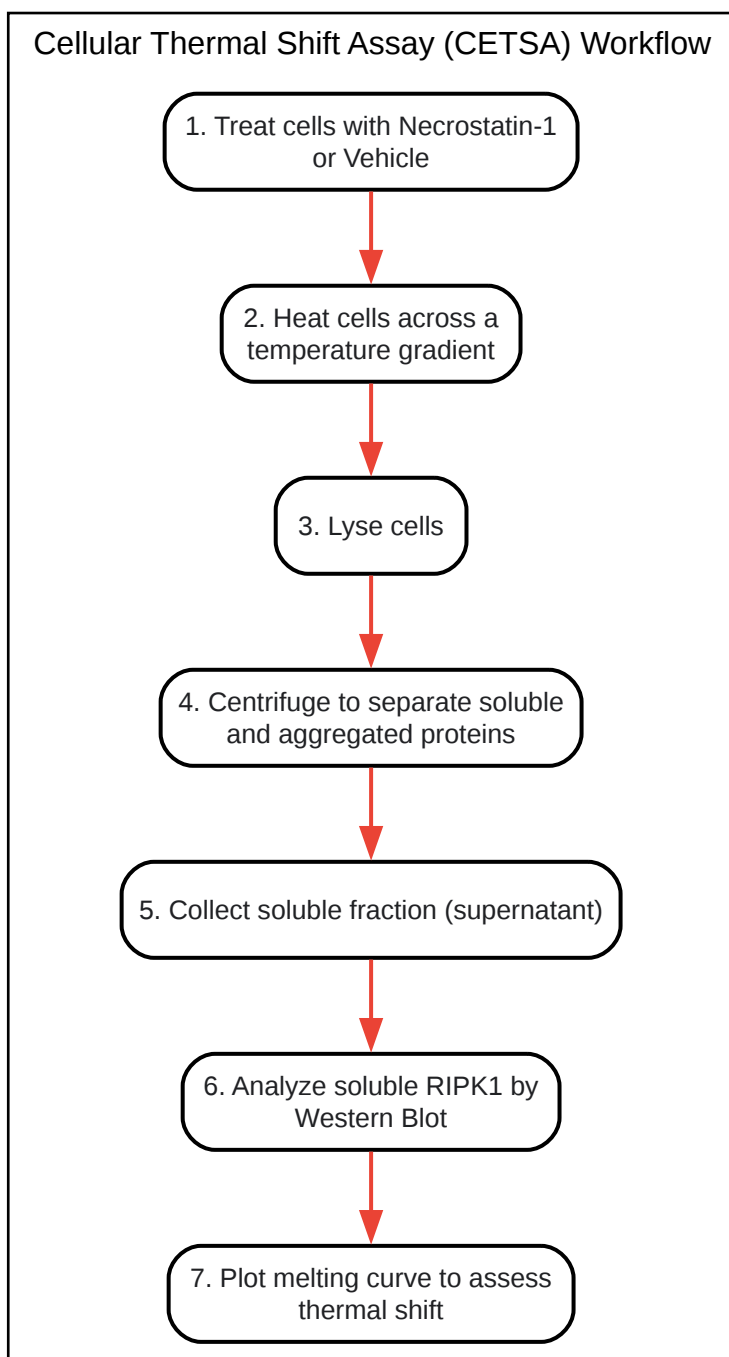 Cellular Thermal Shift Assay (CETSA) Workflow
1. Treat cells with Necrostatin-1
or Vehicle
2. Heat cells across a
temperature gradient
3. Lyse cells
4. Centrifuge to separate soluble
and aggregated proteins
5. Collect soluble fraction (supernatant)
6. Analyze soluble RIPK1 by
Western Blot
7. Plot melting curve to assess
thermal shift